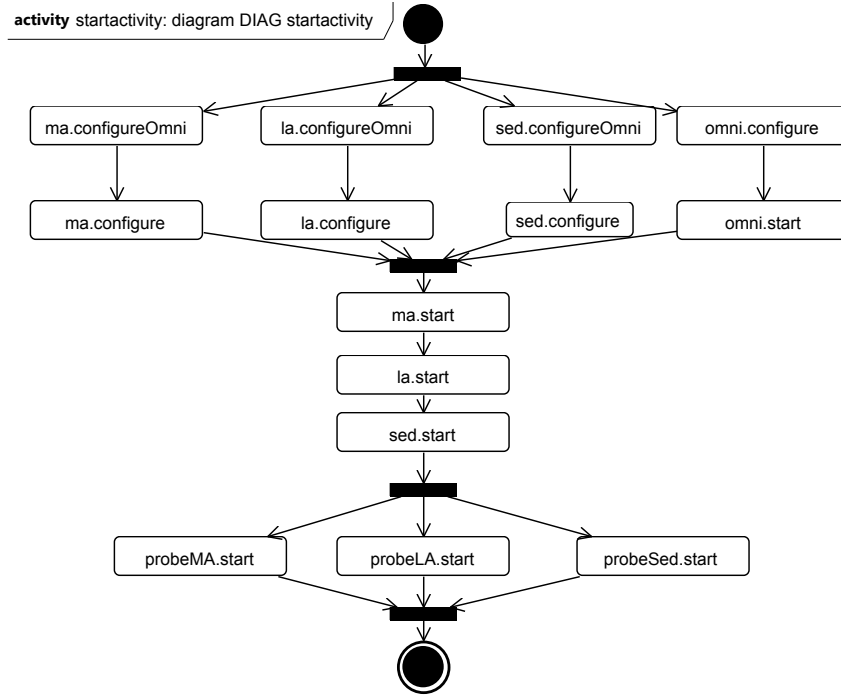 activity startactivity: diagram DIAG startactivity
ma.configureOmni
la.configureOmni
sed.configureOmni
omni.configure
ma.configure
la.configure
sed.configure
omni.start
ma.start
la.start
sed.start
probeMA.start
probeLA.start
probeSed.start